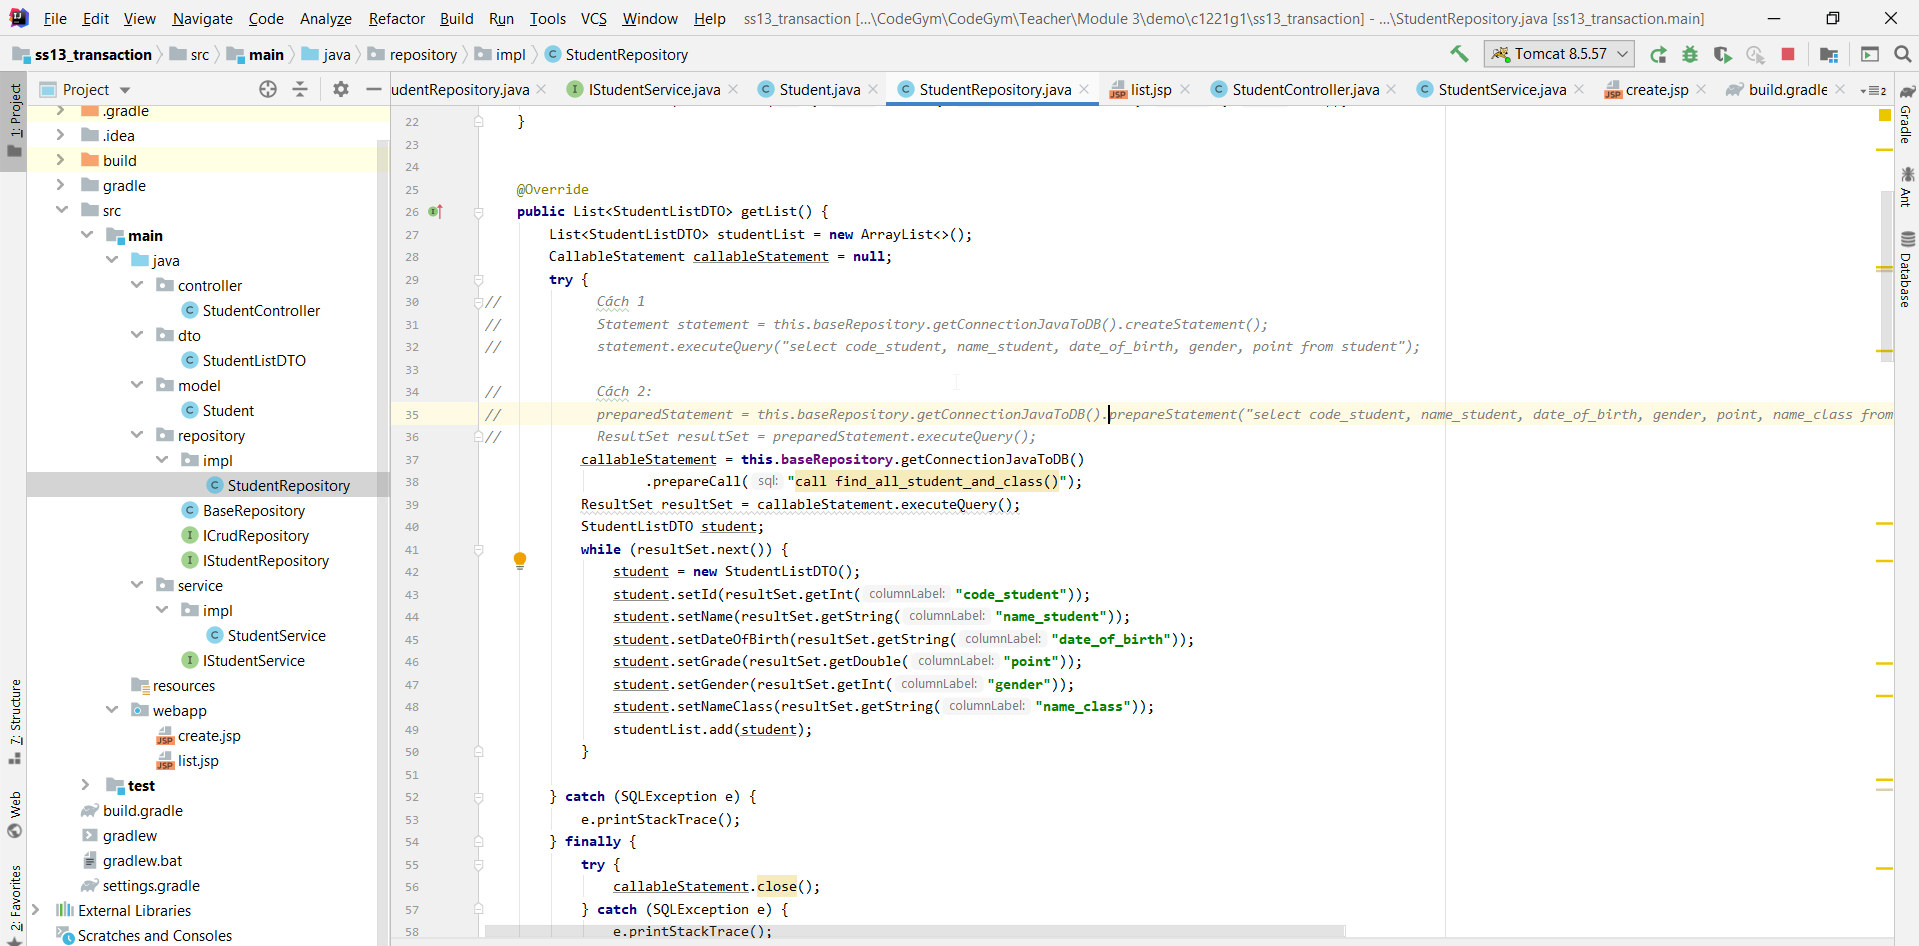 File Edit View Navigate Code Analyze Refactor Build Run Tools VCS Window Help ss13_transaction [...\CodeGym\CodeGym\Teacher\Module 3\demo\c1221g1\ss13_transaction] - ...\StudentRepository.java [ss13_transaction.main]
ss13_transaction src main java repository impl StudentRepository Tomcat 8.5.57
Project udentRepository.java IStudentService.java Student.java StudentRepository.java list.jsp StudentController.java StudentService.java create.jsp build.gradle 2
1: Project
7: Structure
Web
2: Favorites
.gradle
.idea
build
gradle
src
main
java
controller
StudentController
dto
StudentListDTO
model
Student
repository
impl
StudentRepository
BaseRepository
ICrudRepository
IStudentRepository
service
impl
StudentService
IStudentService
resources
webapp
create.jsp
list.jsp
test
build.gradle
gradlew
gradlew.bat
settings.gradle
External Libraries
Scratches and Consoles
22 }
23
24
25 @Override
26 public List<StudentListDTO> getList() {
27 List<StudentListDTO> studentList = new ArrayList<>();
28 CallableStatement callableStatement = null;
29 try {
30 // Cách 1
31 // Statement statement = this.baseRepository.getConnectionJavaToDB().createStatement();
32 // statement.executeQuery("select code_student, name_student, date_of_birth, gender, point from student");
33
34 // Cách 2:
35 // preparedStatement = this.baseRepository.getConnectionJavaToDB().prepareStatement("select code_student, name_student, date_of_birth, gender, point, name_class from
36 // ResultSet resultSet = preparedStatement.executeQuery();
37 callableStatement = this.baseRepository.getConnectionJavaToDB()
38 .prepareCall( sql: "call find_all_student_and_class()");
39 ResultSet resultSet = callableStatement.executeQuery();
40 StudentListDTO student;
41 while (resultSet.next()) {
42 student = new StudentListDTO();
43 student.setId(resultSet.getInt( columnLabel: "code_student"));
44 student.setName(resultSet.getString( columnLabel: "name_student"));
45 student.setDateOfBirth(resultSet.getString( columnLabel: "date_of_birth"));
46 student.setGrade(resultSet.getDouble( columnLabel: "point"));
47 student.setGender(resultSet.getInt( columnLabel: "gender"));
48 student.setNameClass(resultSet.getString( columnLabel: "name_class"));
49 studentList.add(student);
50 }
51
52 } catch (SQLException e) {
53 e.printStackTrace();
54 } finally {
55 try {
56 callableStatement.close();
57 } catch (SQLException e) {
58 e.printStackTrace();
Gradle
Ant
Database